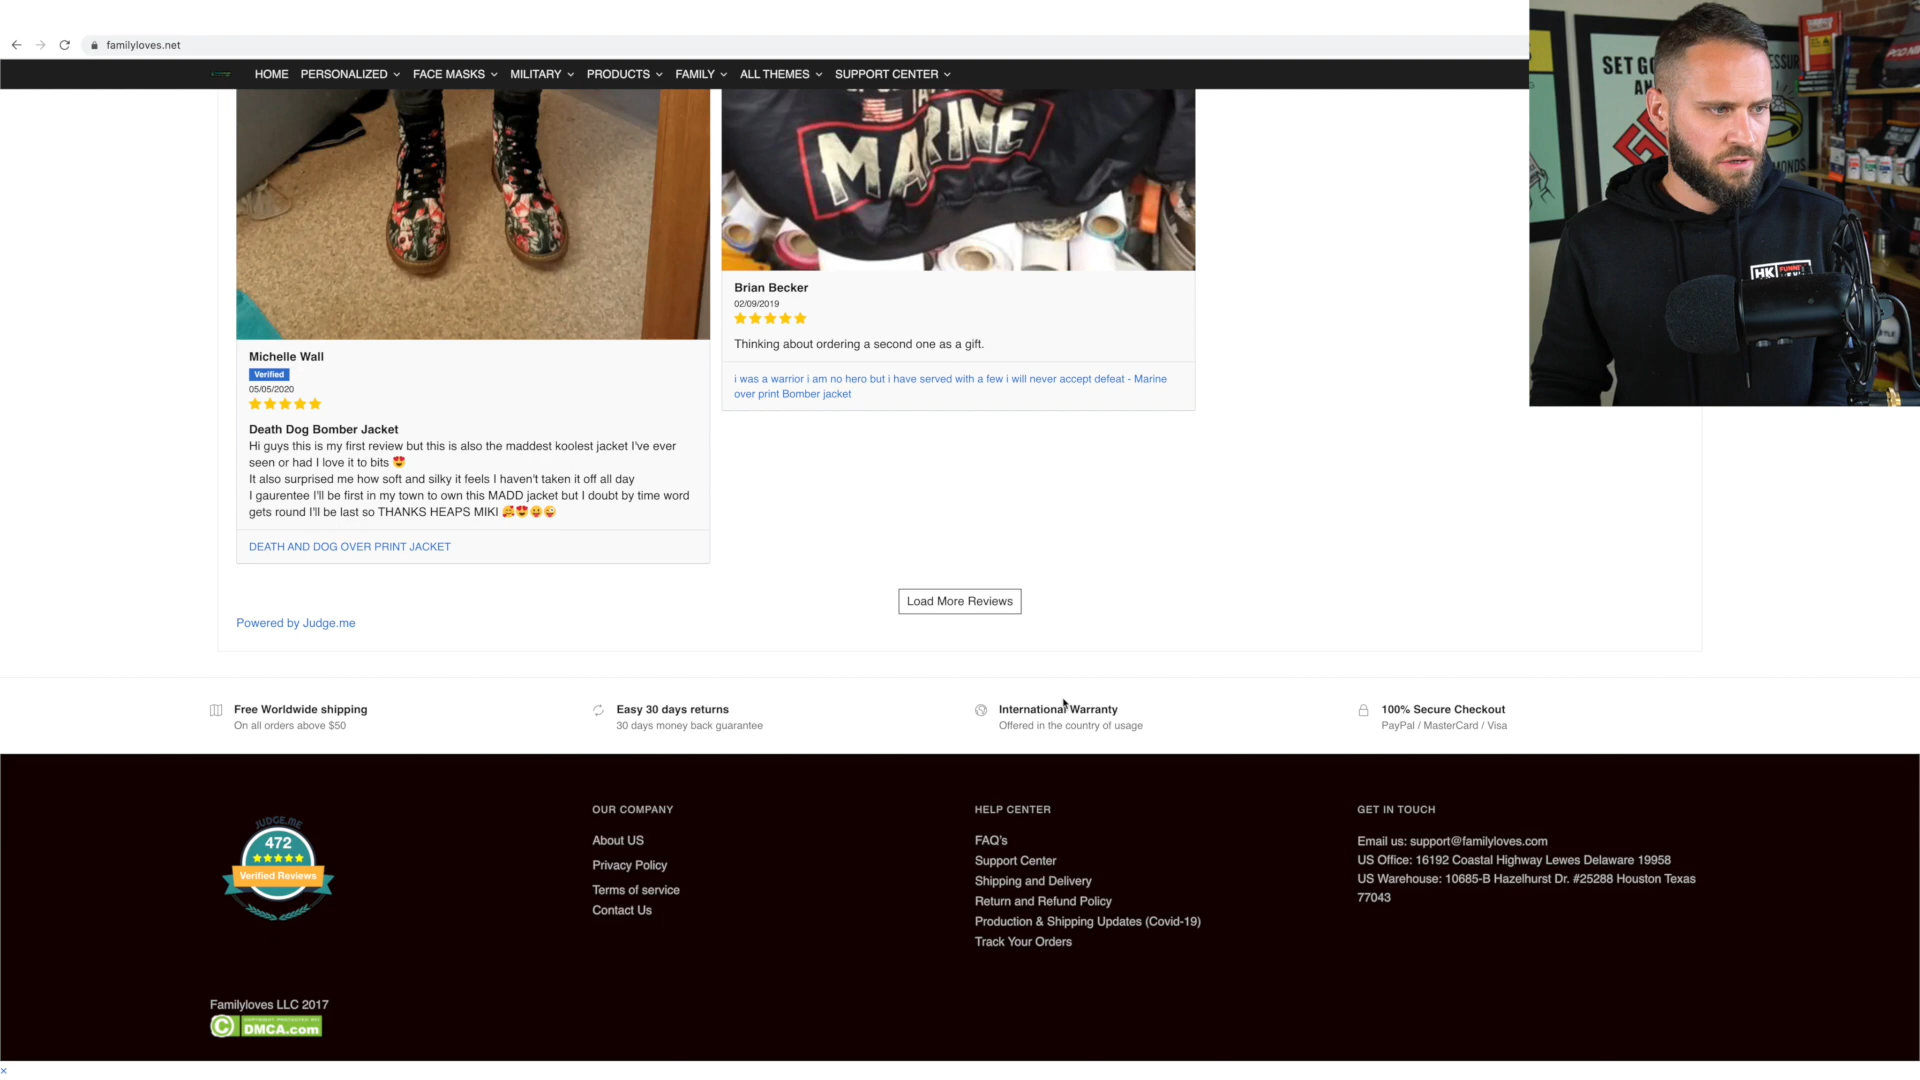 familyloves.net
HOME PERSONALIZED FACE MASKS MILITARY PRODUCTS FAMILY ALL THEMES SUPPORT CENTER
MARINE
Michelle Wall
Verified
05/05/2020
Death Dog Bomber Jacket
Hi guys this is my first review but this is also the maddest koolest jacket I've ever
seen or had I love it to bits 😍
It also surprised me how soft and silky it feels I haven't taken it off all day
I gaurentee I'll be first in my town to own this MADD jacket but I doubt by time word
gets round I'll be last so THANKS HEAPS MIKI 🥰😍😛😜
DEATH AND DOG OVER PRINT JACKET
Brian Becker
02/09/2019
Thinking about ordering a second one as a gift.
i was a warrior i am no hero but i have served with a few i will never accept defeat - Marine
over print Bomber jacket
Load More Reviews
Powered by Judge.me
Free Worldwide shipping
On all orders above $50
Easy 30 days returns
30 days money back guarantee
International Warranty
Offered in the country of usage
100% Secure Checkout
PayPal / MasterCard / Visa
JUDGE.ME
472
Verified Reviews
OUR COMPANY
About US
Privacy Policy
Terms of service
Contact Us
HELP CENTER
FAQ's
Support Center
Shipping and Delivery
Return and Refund Policy
Production & Shipping Updates (Covid-19)
Track Your Orders
GET IN TOUCH
Email us: support@familyloves.com
US Office: 16192 Coastal Highway Lewes Delaware 19958
US Warehouse: 10685-B Hazelhurst Dr. #25288 Houston Texas
77043
Familyloves LLC 2017
© DMCA.com
SET GO
HK